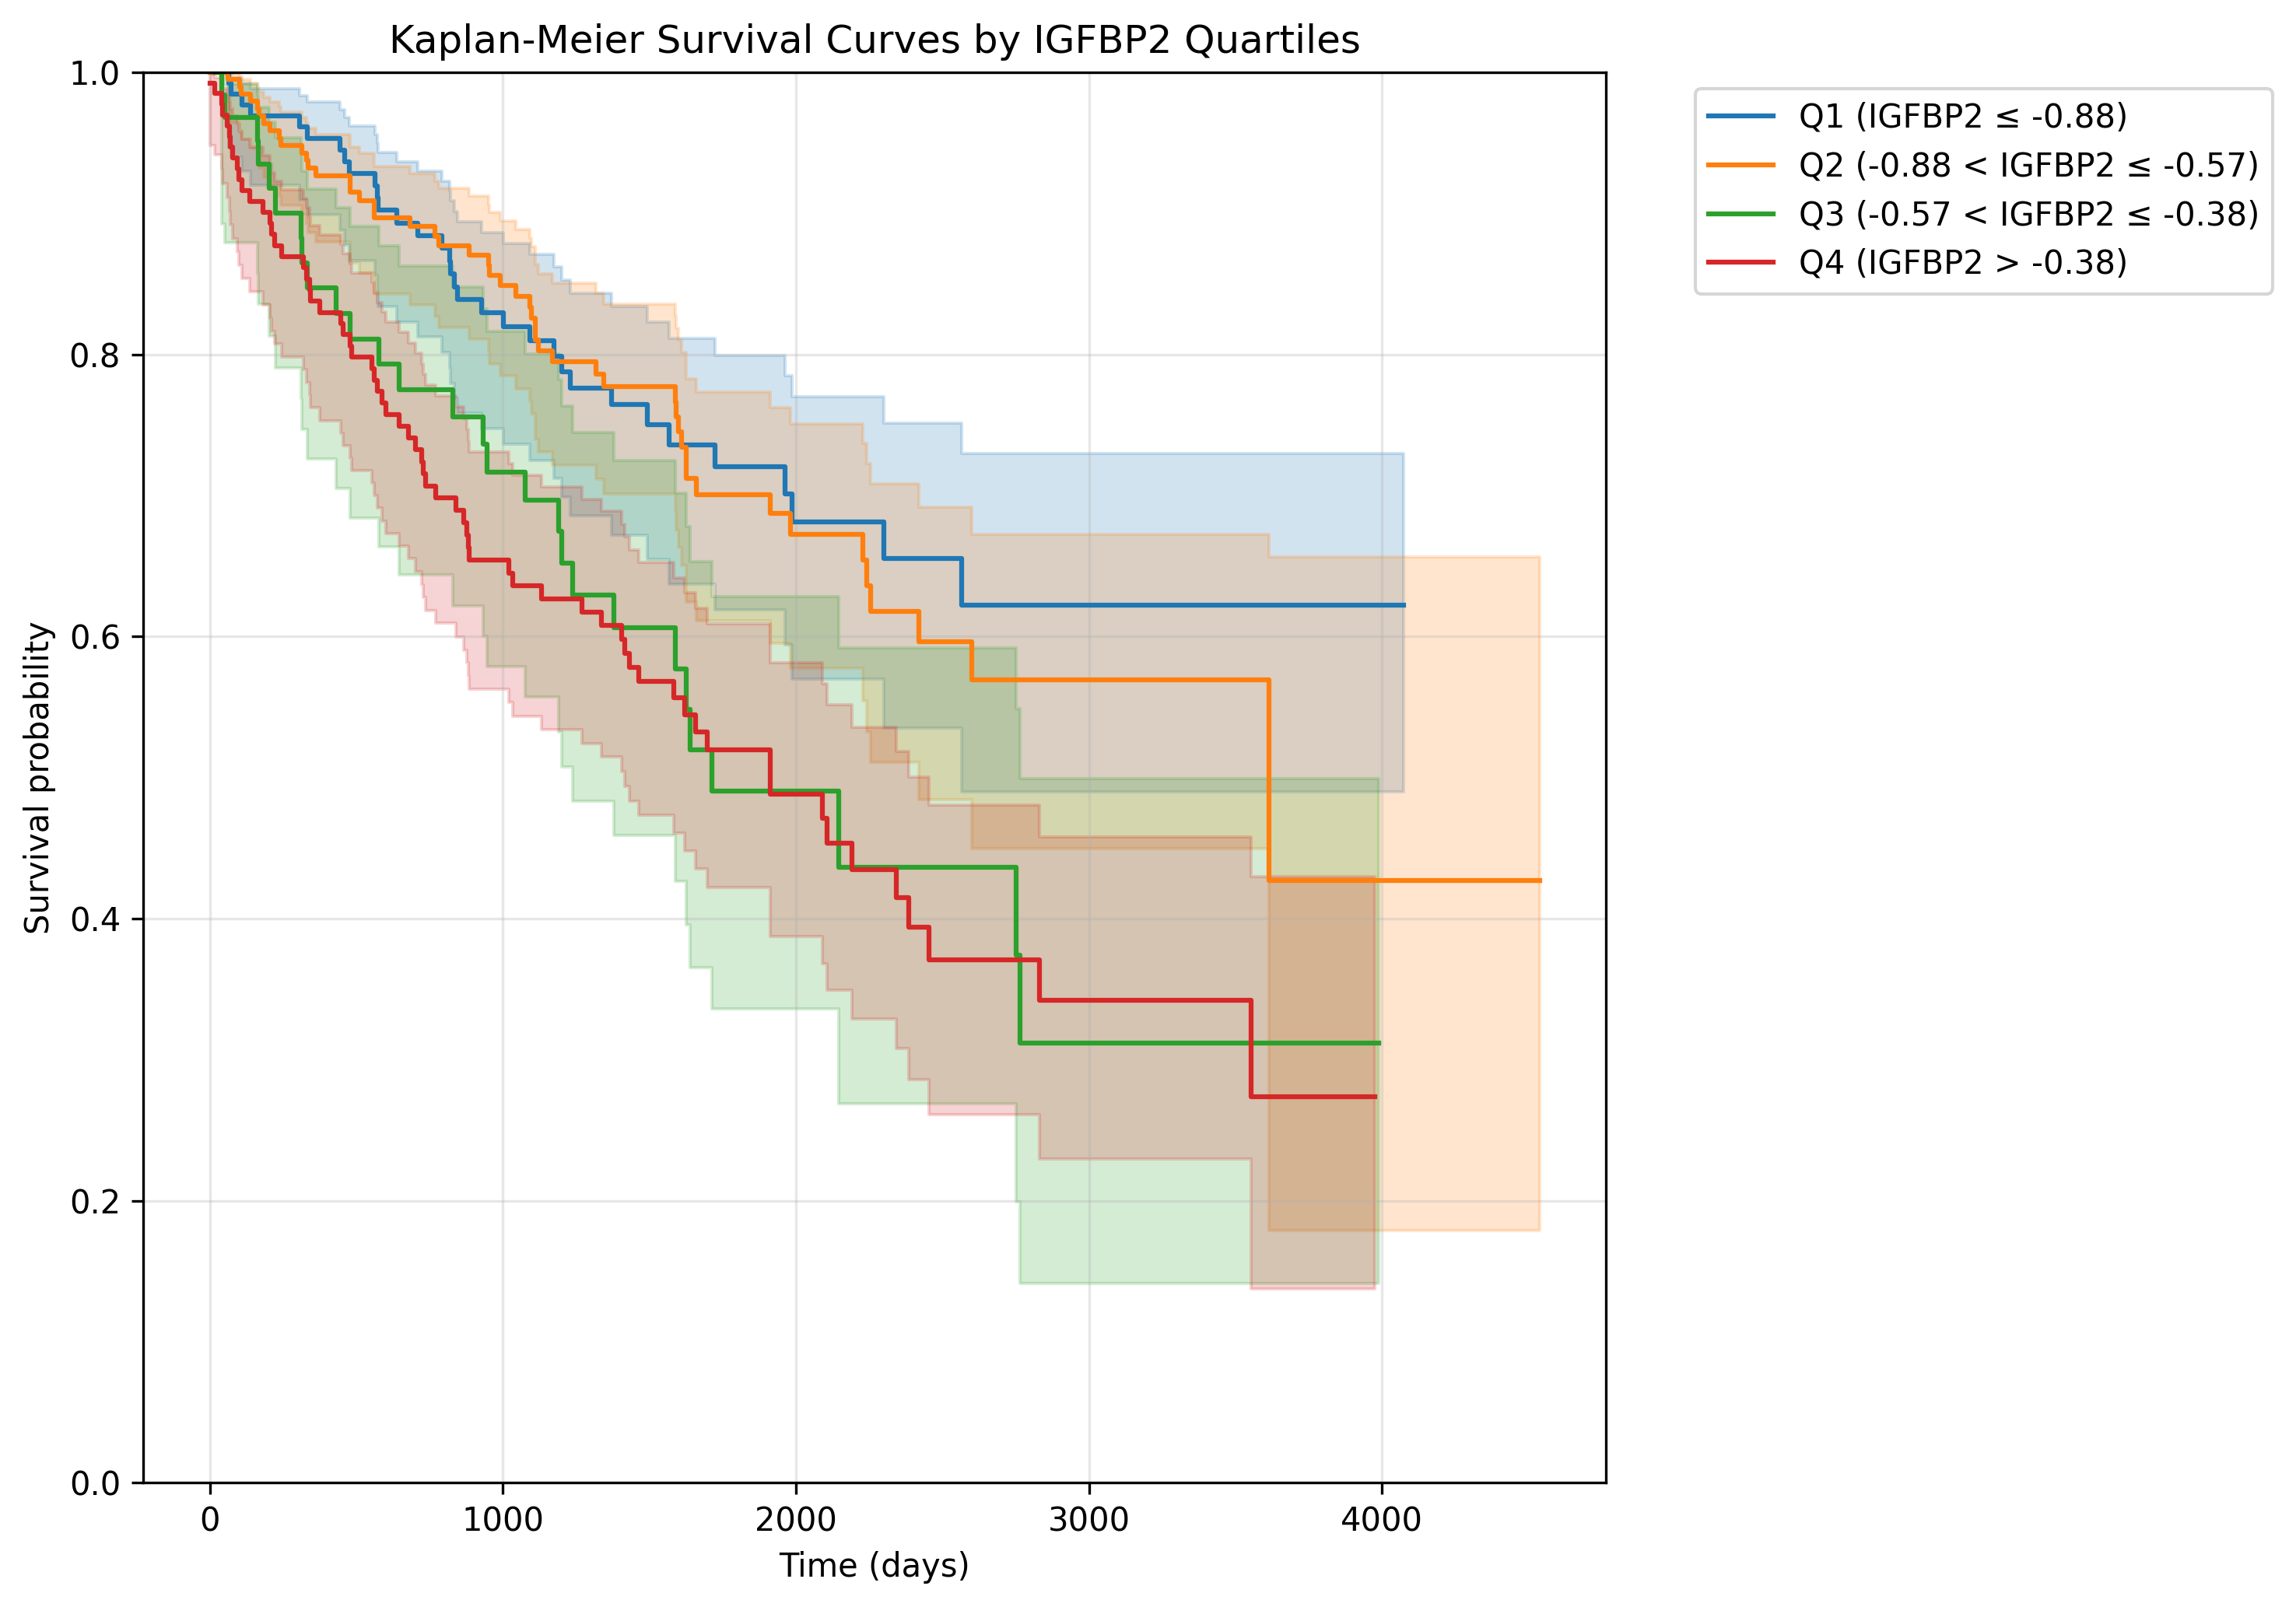 Kaplan-Meier Survival Curves by IGFBP2 Quartiles
Q1 (IGFBP2 ≤ -0.88)
Q2 (-0.88 < IGFBP2 ≤ -0.57)
Q3 (-0.57 < IGFBP2 ≤ -0.38)
Q4 (IGFBP2 > -0.38)
Survival probability
1.0
0.8
0.6
0.4
0.2
0.0
0 1000 2000 3000 4000
Time (days)